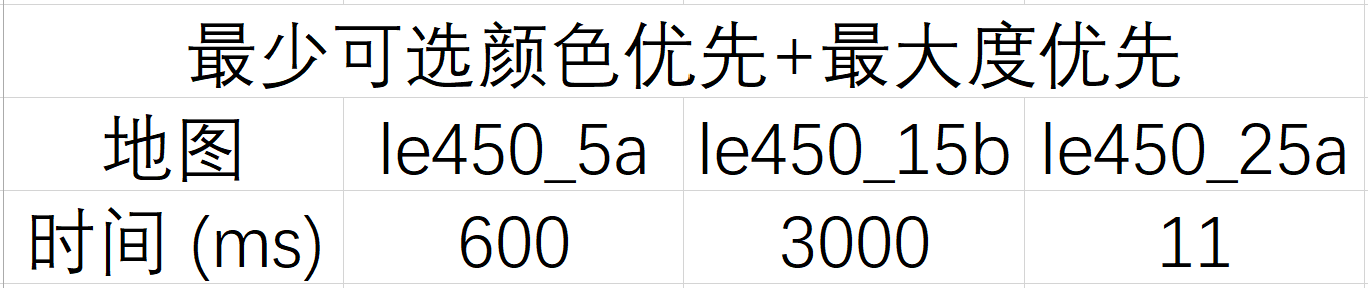 最少可选颜色优先+最大度优先
地图 le450_5a le450_15b le450_25a
时间 (ms) 600 3000 11